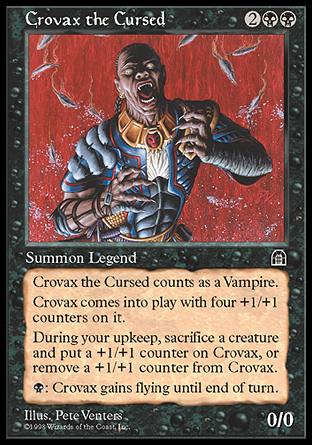 Crovax the Cursed 2
Summon Legend
Crovax the Cursed counts as a Vampire.
Crovax comes into play with four +1/+1
counters on it.
During your upkeep, sacrifice a creature
and put a +1/+1 counter on Crovax, or
remove a +1/+1 counter from Crovax.
: Crovax gains flying until end of turn.
Illus. Pete Venters
©1998 Wizards of the Coast, Inc. 0/0